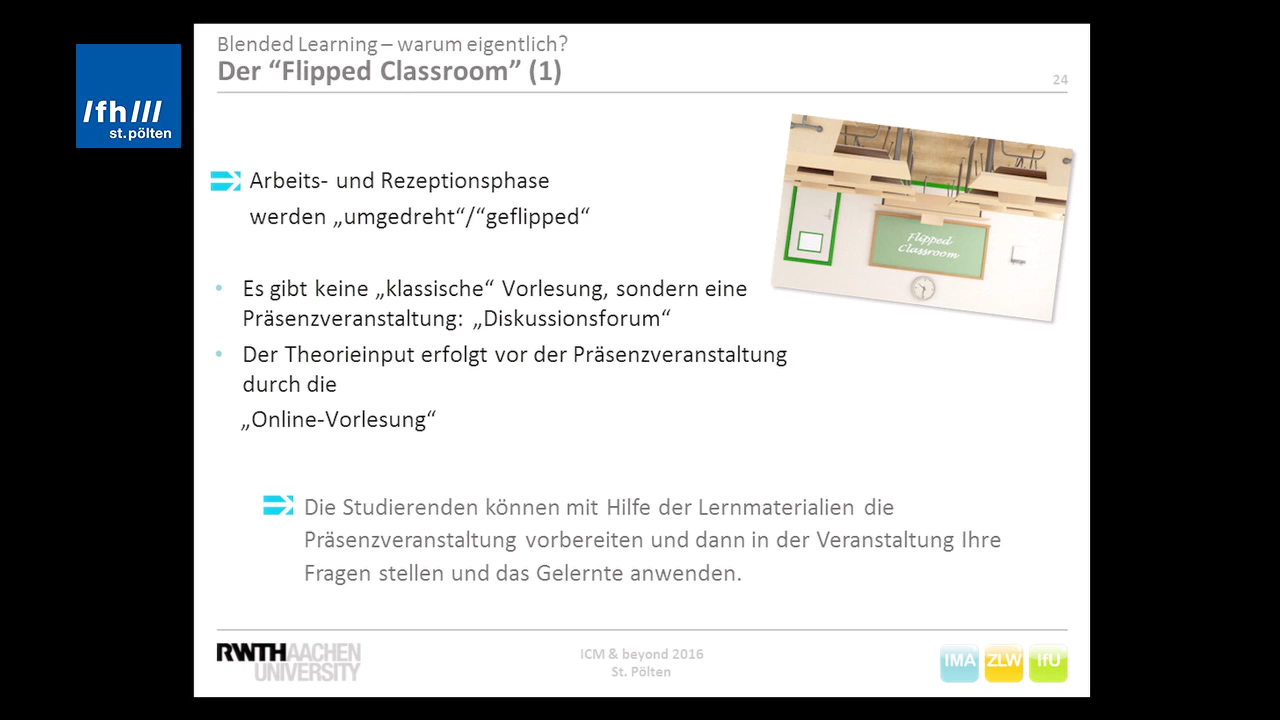 Blended Learning – warum eigentlich?
Der “Flipped Classroom” (1)
24
/fh///
st.pölten
Arbeits- und Rezeptionsphase
werden „umgedreht“/“geflipped“
Flipped
Classroom
• Es gibt keine „klassische“ Vorlesung, sondern eine
Präsenzveranstaltung: „Diskussionsforum“
• Der Theorieinput erfolgt vor der Präsenzveranstaltung
durch die
„Online-Vorlesung“
Die Studierenden können mit Hilfe der Lernmaterialien die
Präsenzveranstaltung vorbereiten und dann in der Veranstaltung Ihre
Fragen stellen und das Gelernte anwenden.
RWTHAACHEN
UNIVERSITY
ICM & beyond 2016
St. Pölten
IMA ZLW IfU